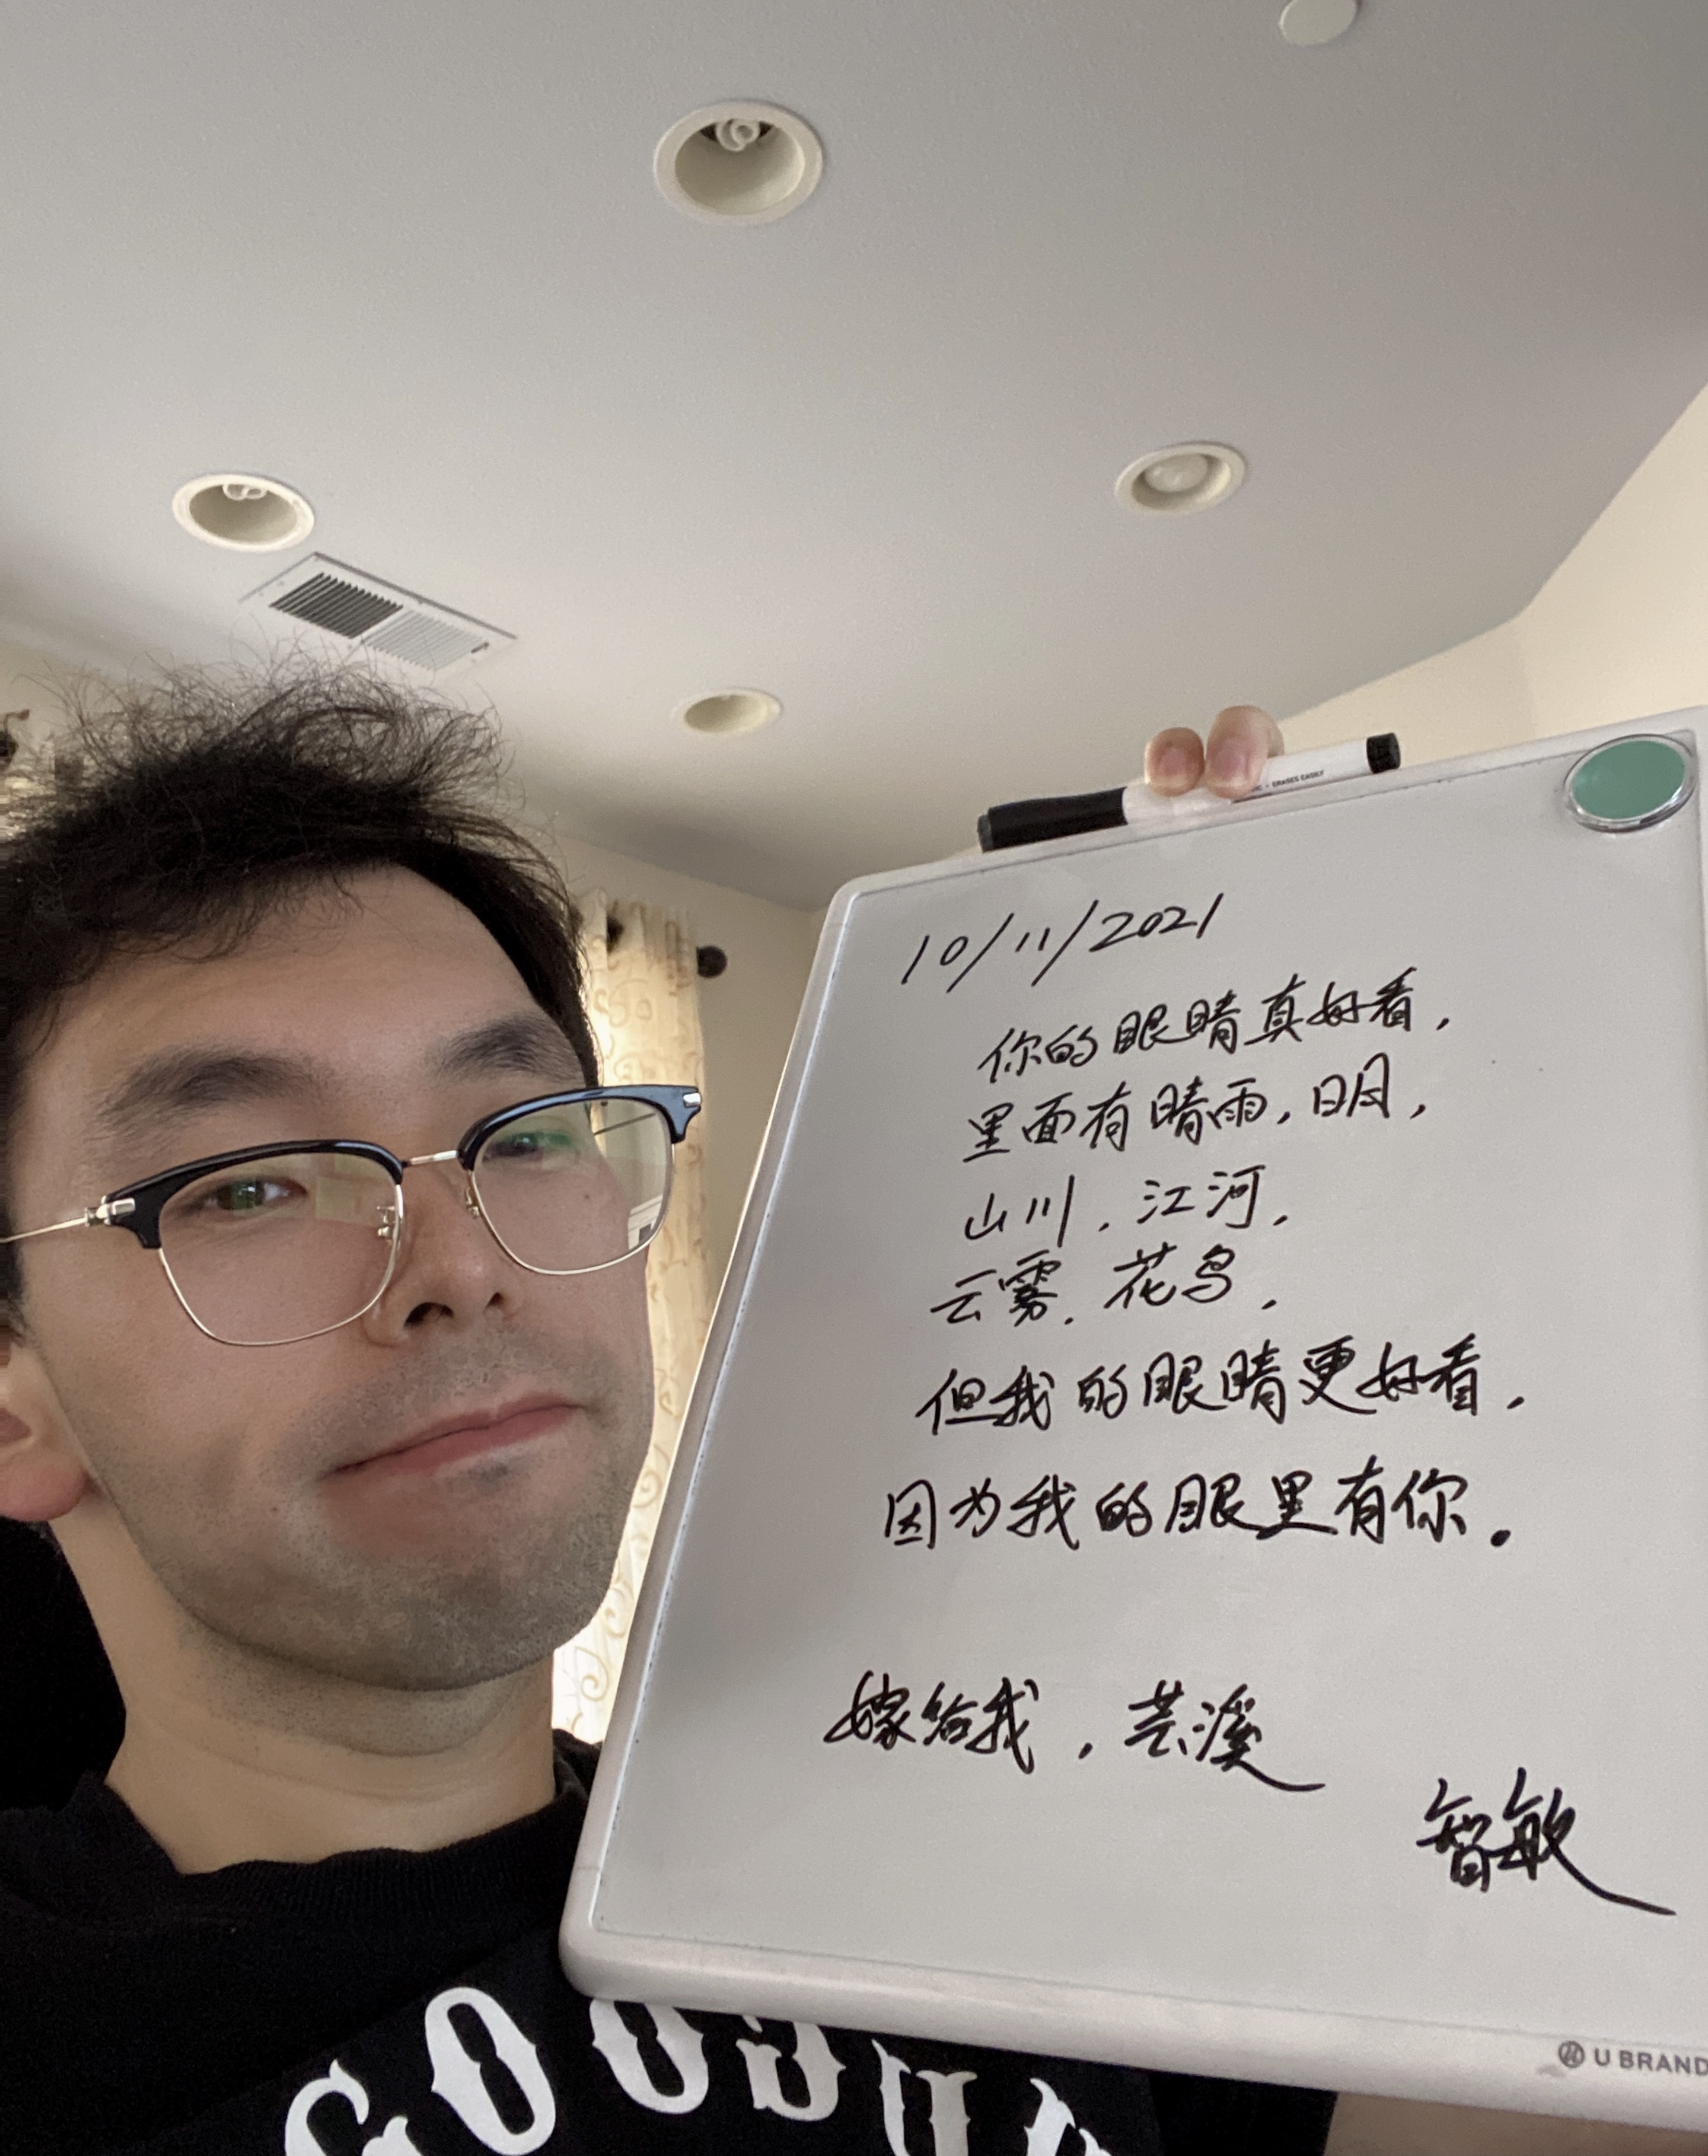 ERASES EASILY
10/11/2021
你的眼睛真好看，
里面有晴雨，日月，
山川，江河，
云雾，花鸟，
但我的眼睛更好看，
因为我的眼里有你。
嫁给我，芸溪
智敏
U BRAND
GOOD